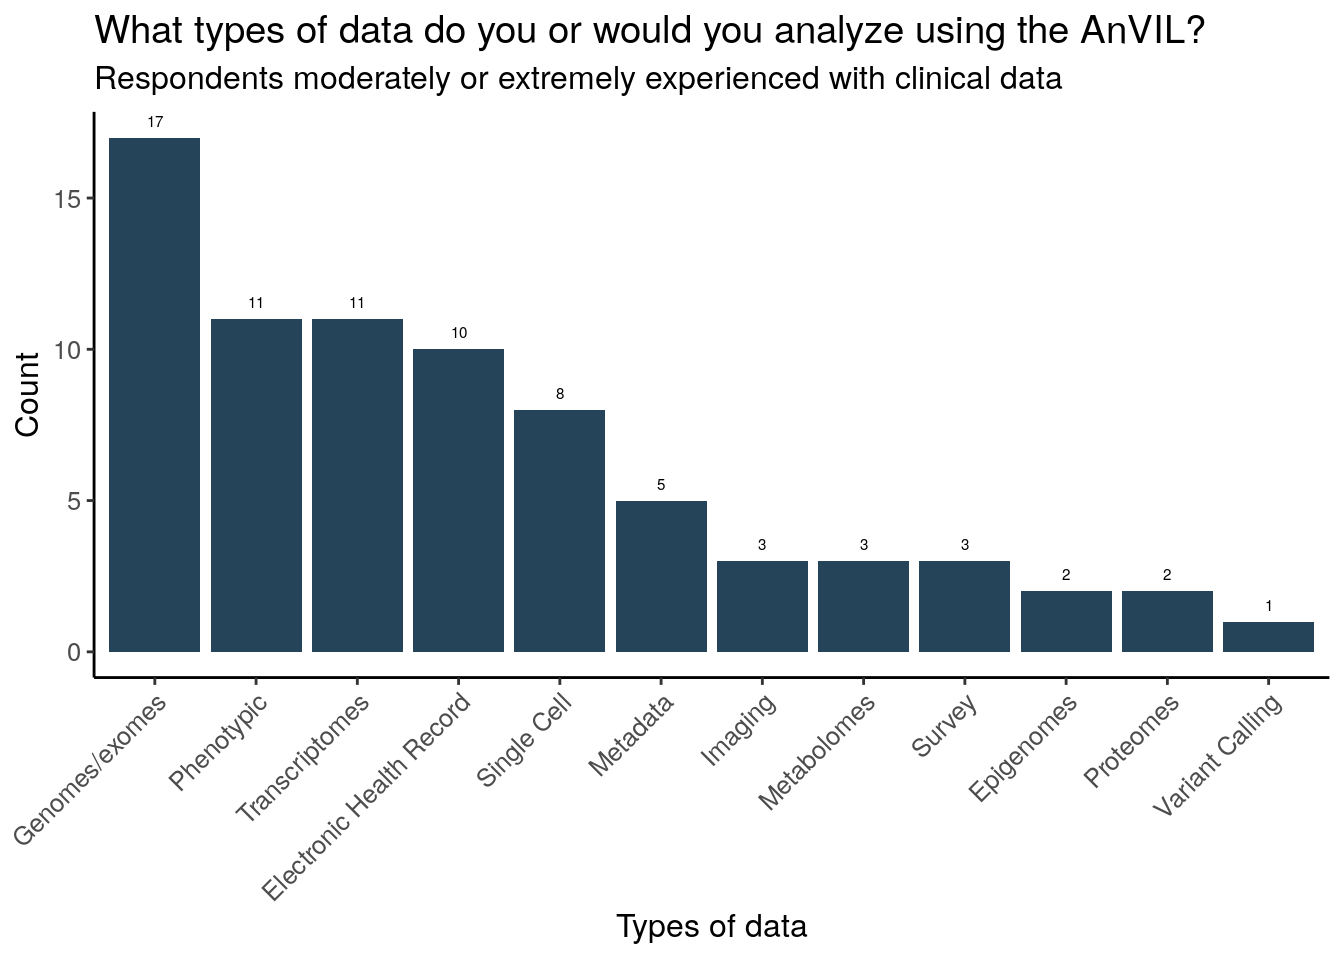 What types of data do you or would you analyze using the AnVIL?
Respondents moderately or extremely experienced with clinical data
17
11
11
10
8
5
3
3
3
2
2
1
15
10
5
0
Count
Genomes/exomes
Phenotypic
Transcriptomes
Electronic Health Record
Single Cell
Metadata
Imaging
Metabolomes
Survey
Epigenomes
Proteomes
Variant Calling
Types of data